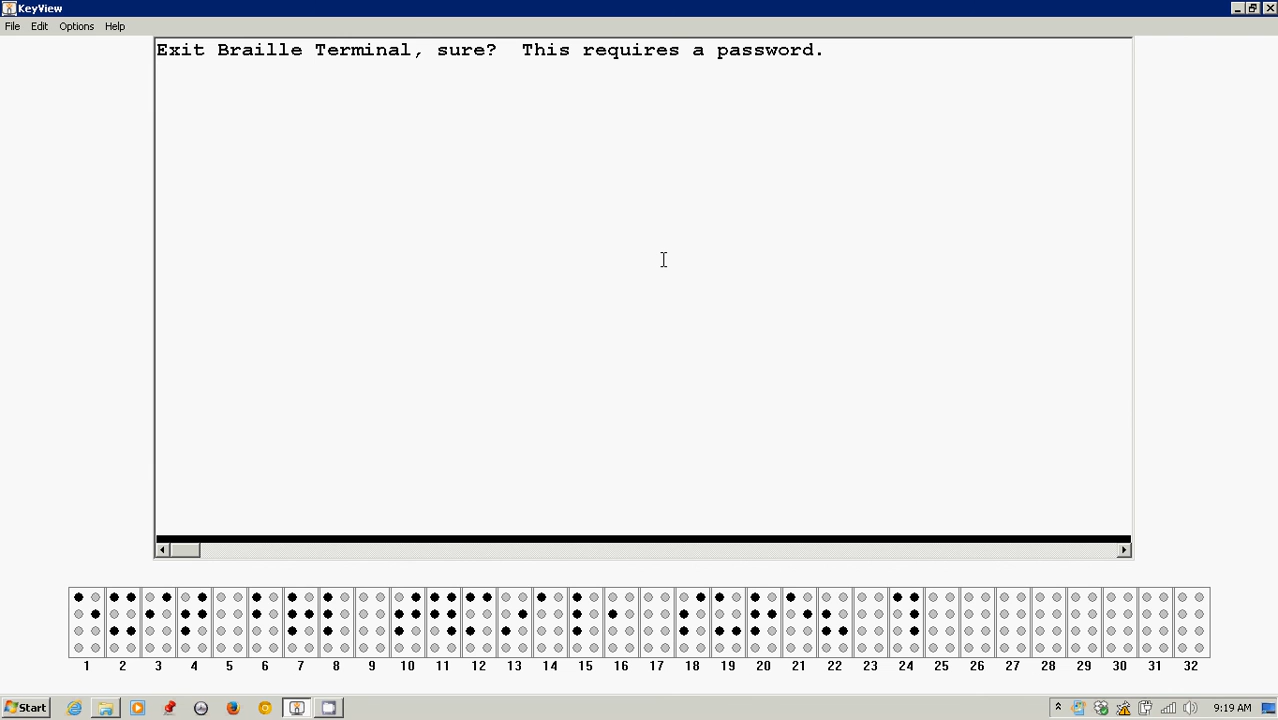 KeyView
File Edit Options Help
Exit Braille Terminal, sure?  This requires a password.
⠑⠭⠊⠞ ⠃⠗⠇ ⠞⠻⠍⠔⠁⠇⠂ ⠎⠥⠗⠑⠦ ⠹
1 2 3 4 5 6 7 8 9 10 11 12 13 14 15 16 17 18 19 20 21 22 23 24 25 26 27 28 29 30 31 32
Start 9:19 AM